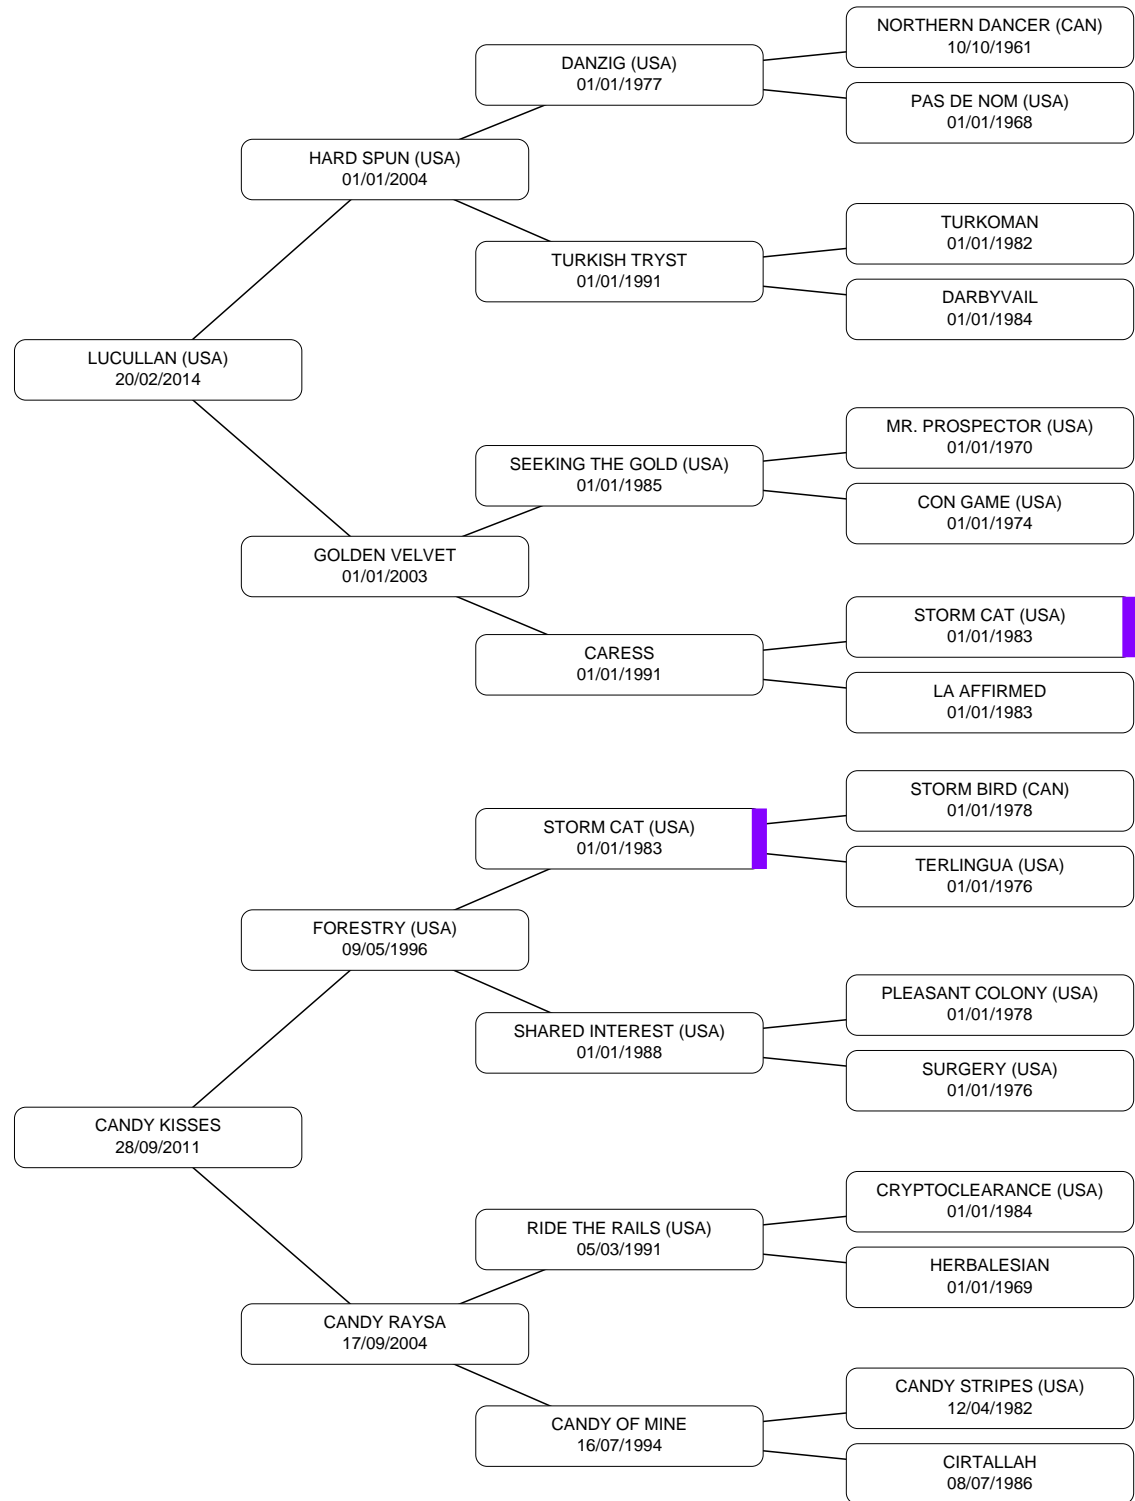 NORTHERN DANCER (CAN)
10/10/1961
DANZIG (USA)
01/01/1977
PAS DE NOM (USA)
01/01/1968
HARD SPUN (USA)
01/01/2004
TURKOMAN
01/01/1982
TURKISH TRYST
01/01/1991
DARBYVAIL
01/01/1984
LUCULLAN (USA)
20/02/2014
MR. PROSPECTOR (USA)
01/01/1970
SEEKING THE GOLD (USA)
01/01/1985
CON GAME (USA)
01/01/1974
GOLDEN VELVET
01/01/2003
STORM CAT (USA)
01/01/1983
CARESS
01/01/1991
LA AFFIRMED
01/01/1983
STORM BIRD (CAN)
01/01/1978
STORM CAT (USA)
01/01/1983
TERLINGUA (USA)
01/01/1976
FORESTRY (USA)
09/05/1996
PLEASANT COLONY (USA)
01/01/1978
SHARED INTEREST (USA)
01/01/1988
SURGERY (USA)
01/01/1976
CANDY KISSES
28/09/2011
CRYPTOCLEARANCE (USA)
01/01/1984
RIDE THE RAILS (USA)
05/03/1991
HERBALESIAN
01/01/1969
CANDY RAYSA
17/09/2004
CANDY STRIPES (USA)
12/04/1982
CANDY OF MINE
16/07/1994
CIRTALLAH
08/07/1986